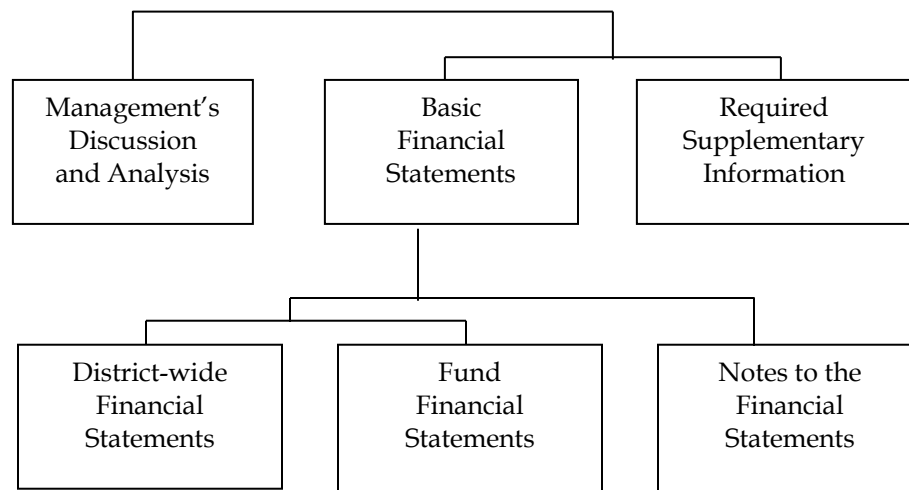 Management’s
Discussion
and Analysis
Basic
Financial
Statements
Required
Supplementary
Information
District-wide
Financial
Statements
Fund
Financial
Statements
Notes to the
Financial
Statements